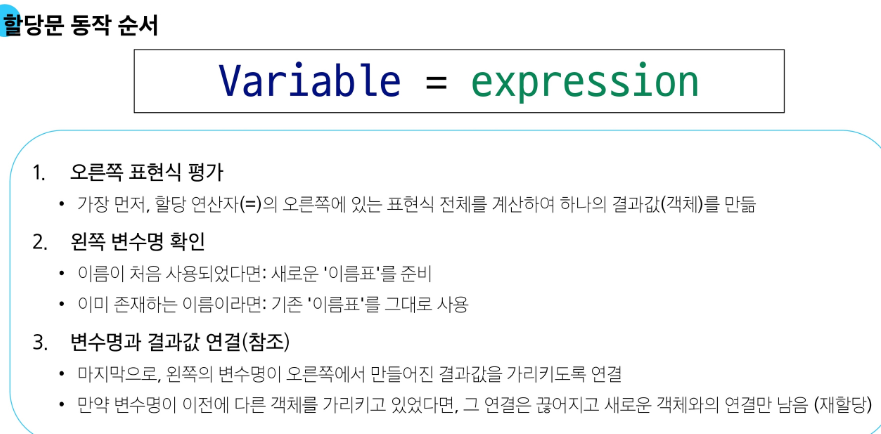 할당문 동작 순서
Variable = expression
1. 오른쪽 표현식 평가
• 가장 먼저, 할당 연산자(=)의 오른쪽에 있는 표현식 전체를 계산하여 하나의 결과값(객체)를 만듦
2. 왼쪽 변수명 확인
• 이름이 처음 사용되었다면: 새로운 '이름표'를 준비
• 이미 존재하는 이름이라면: 기존 '이름표'를 그대로 사용
3. 변수명과 결과값 연결(참조)
• 마지막으로, 왼쪽의 변수명이 오른쪽에서 만들어진 결과값을 가리키도록 연결
• 만약 변수명이 이전에 다른 객체를 가리키고 있었다면, 그 연결은 끊어지고 새로운 객체와의 연결만 남음 (재할당)